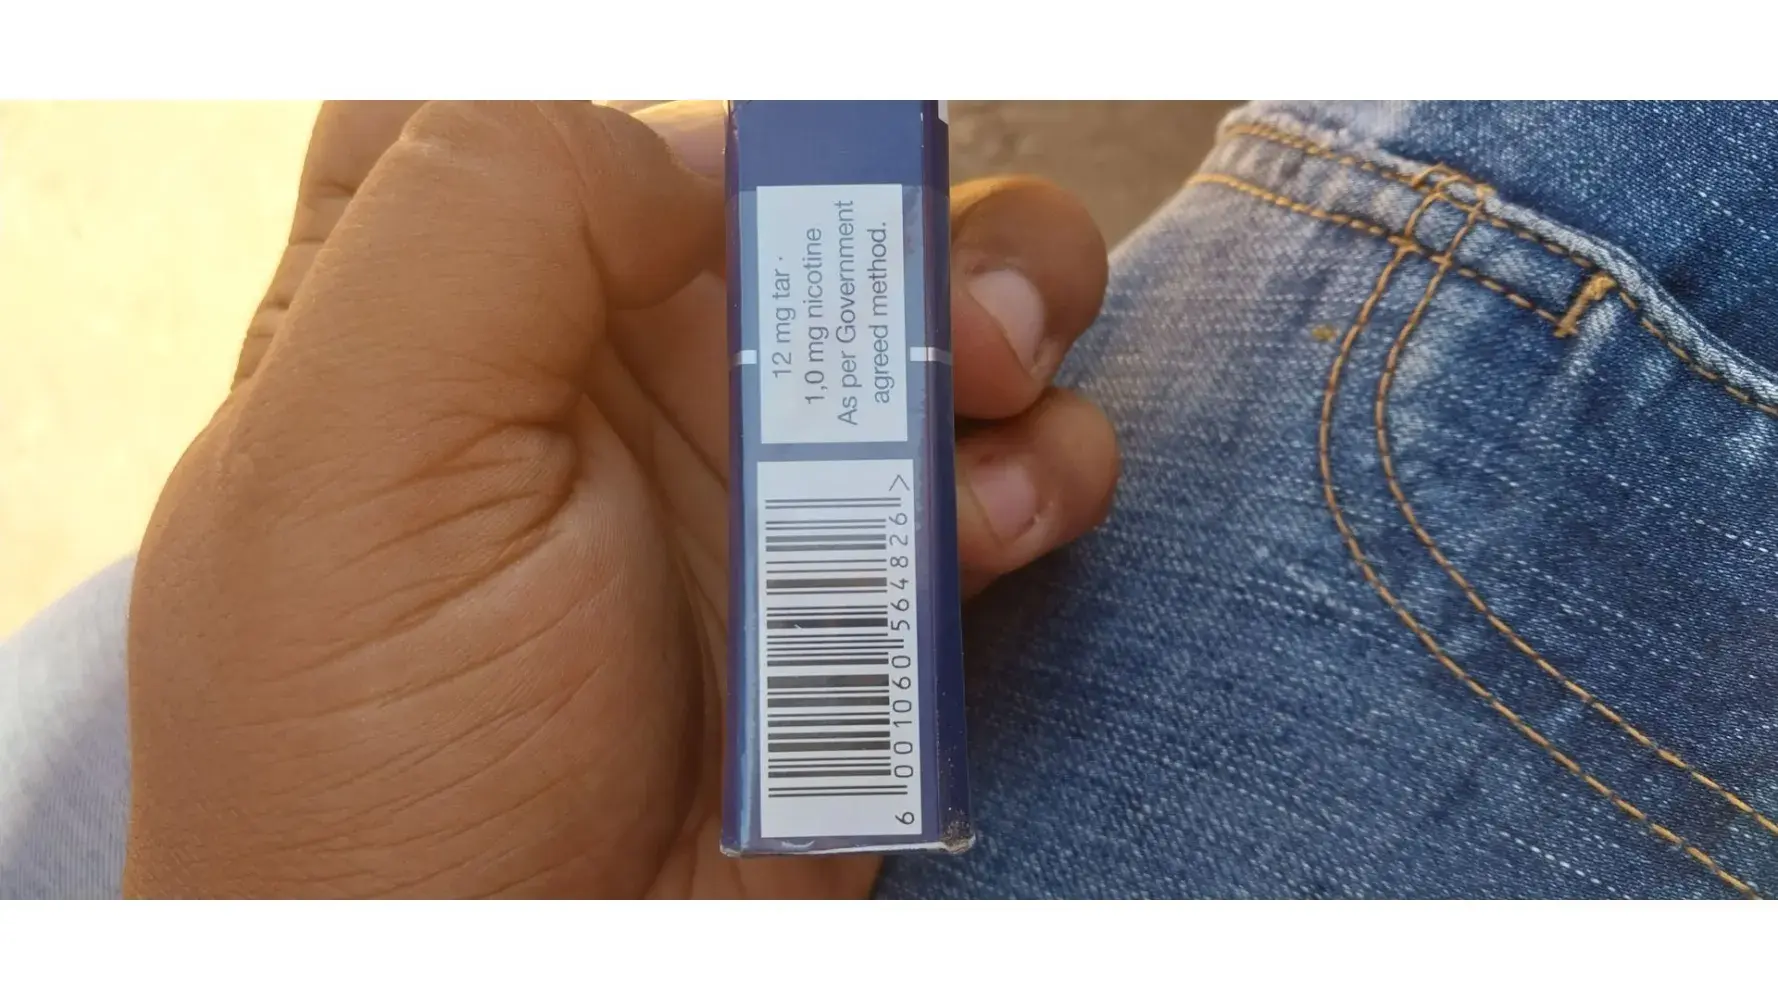 12 mg tar ·
1,0 mg nicotine
As per Government
agreed method.
6 001060 564826 >